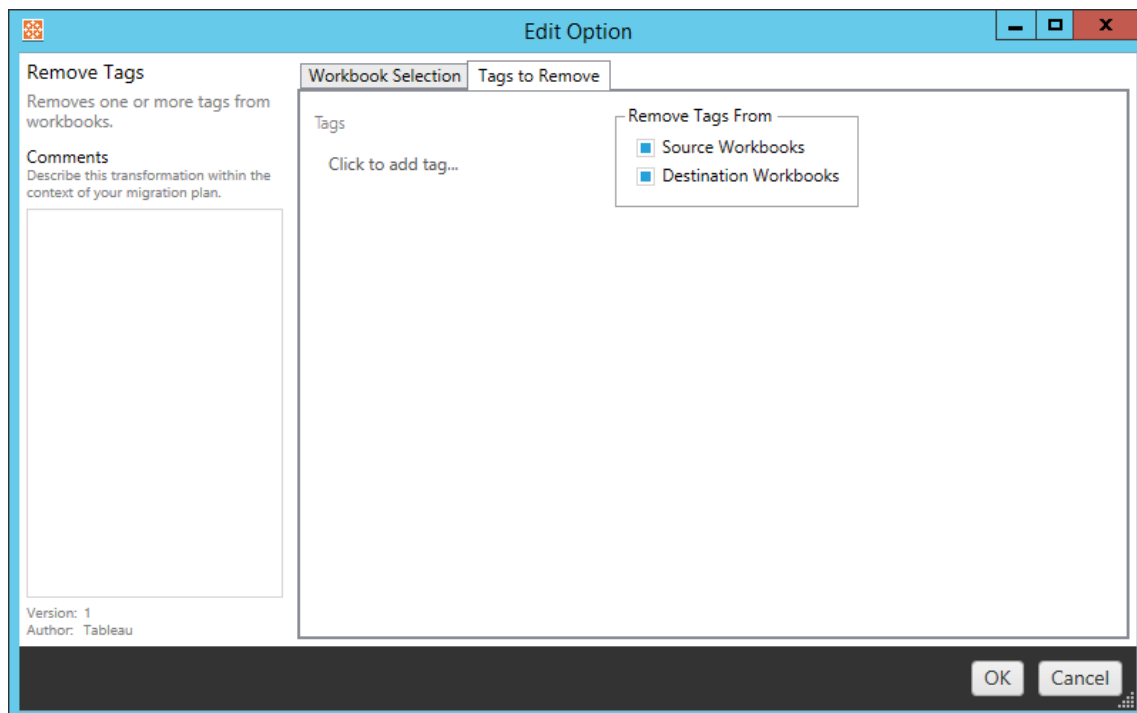 Edit Option
Remove Tags
Removes one or more tags from
workbooks.
Comments
Describe this transformation within the
context of your migration plan.
Version: 1
Author: Tableau
Workbook Selection
Tags to Remove
Tags
Click to add tag...
Remove Tags From
Source Workbooks
Destination Workbooks
OK
Cancel